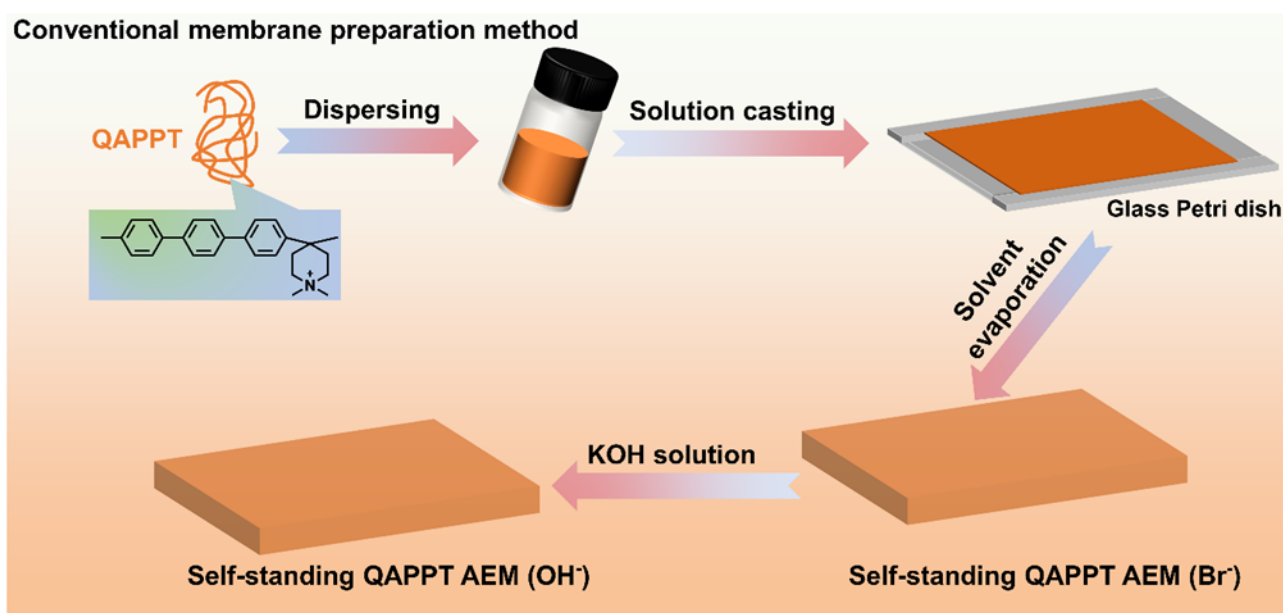 Conventional membrane preparation method
QAPPT
Dispersing
Solution casting
Glass Petri dish
N
+
Solvent
evaporation
KOH solution
Self-standing QAPPT AEM (OH⁻)
Self-standing QAPPT AEM (Br⁻)